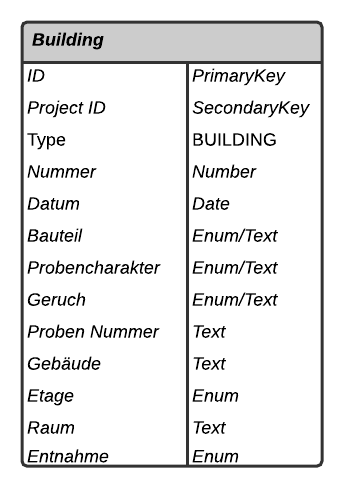 Building
ID PrimaryKey
Project ID SecondaryKey
Type BUILDING
Nummer Number
Datum Date
Bauteil Enum/Text
Probencharakter Enum/Text
Geruch Enum/Text
Proben Nummer Text
Gebäude Text
Etage Enum
Raum Text
Entnahme Enum